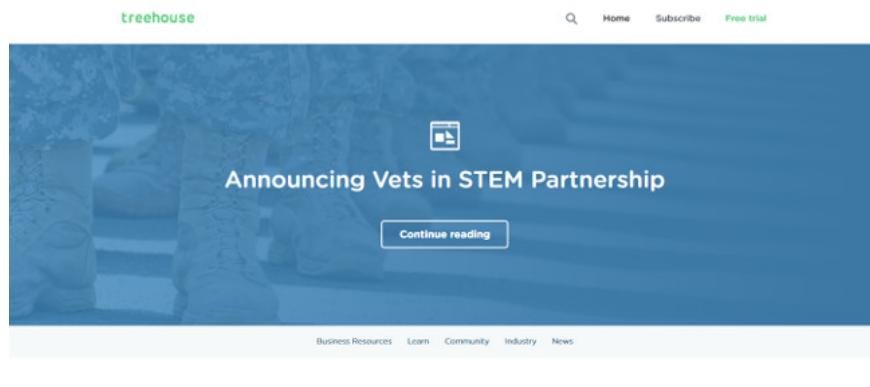 treehouse
Home Subscribe Free trial
Announcing Vets in STEM Partnership
Continue reading
Business Resources Learn Community Industry News